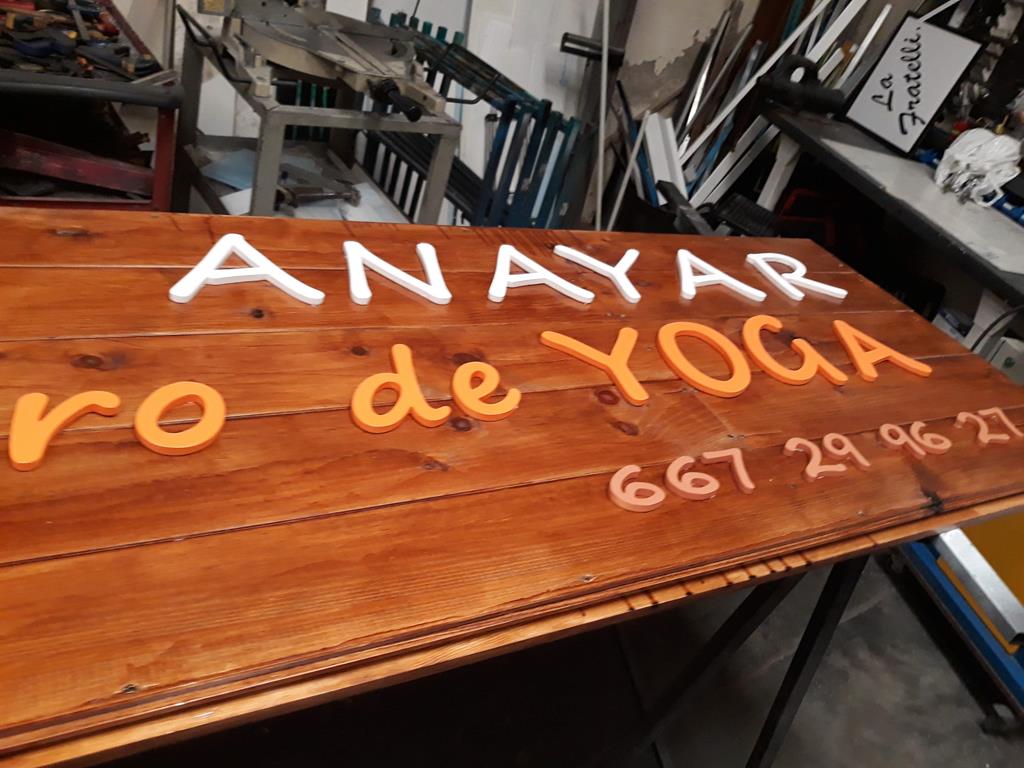 ANAYAR
ro de YOGA
667 29 96 27
La
Fratelli.